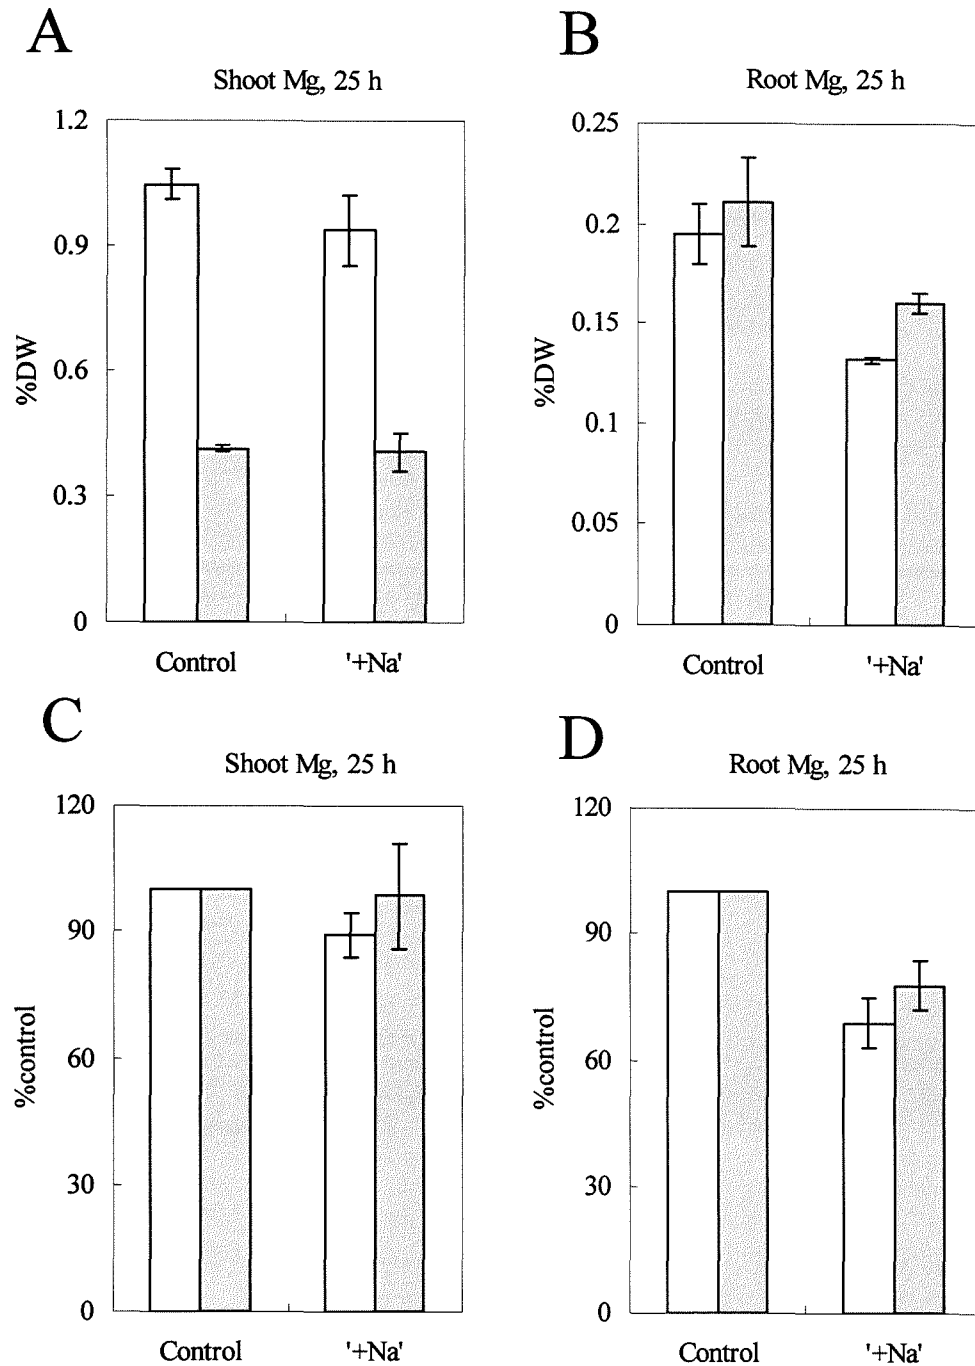 A
Shoot Mg, 25 h
1.2
0.9
0.6
0.3
0
%DW
Control
'+Na'
B
Root Mg, 25 h
0.25
0.2
0.15
0.1
0.05
0
%DW
Control
'+Na'
C
Shoot Mg, 25 h
120
90
60
30
0
%control
Control
'+Na'
D
Root Mg, 25 h
120
90
60
30
0
%control
Control
'+Na'